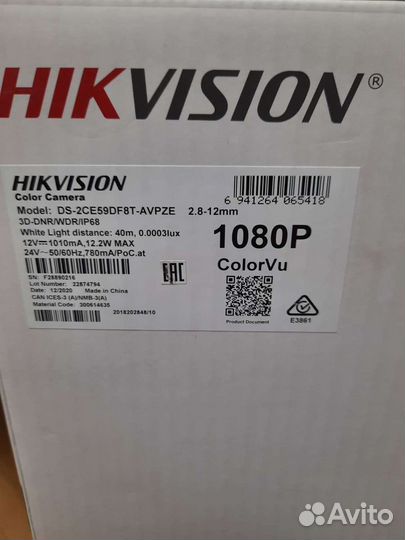 HIKVISION®
HIKVISION
Color Camera
6 941264 065418
Model: DS-2CE59DF8T-AVPZE 2.8-12mm
3D-DNR/WDR/IP68
White Light distance: 40m, 0.0003lux
12V⎓1010mA,12.2W MAX
24V~50/60Hz,780mA/PoC.at
1080P
ColorVu
EAC
SN: F28890216
Lot Number: 22874794
Date: 12/2020 Made in China
CAN ICES-3 (A)/NMB-3(A)
Material Number: 300614635
2018202848/10
Product Document
E3861
Avito